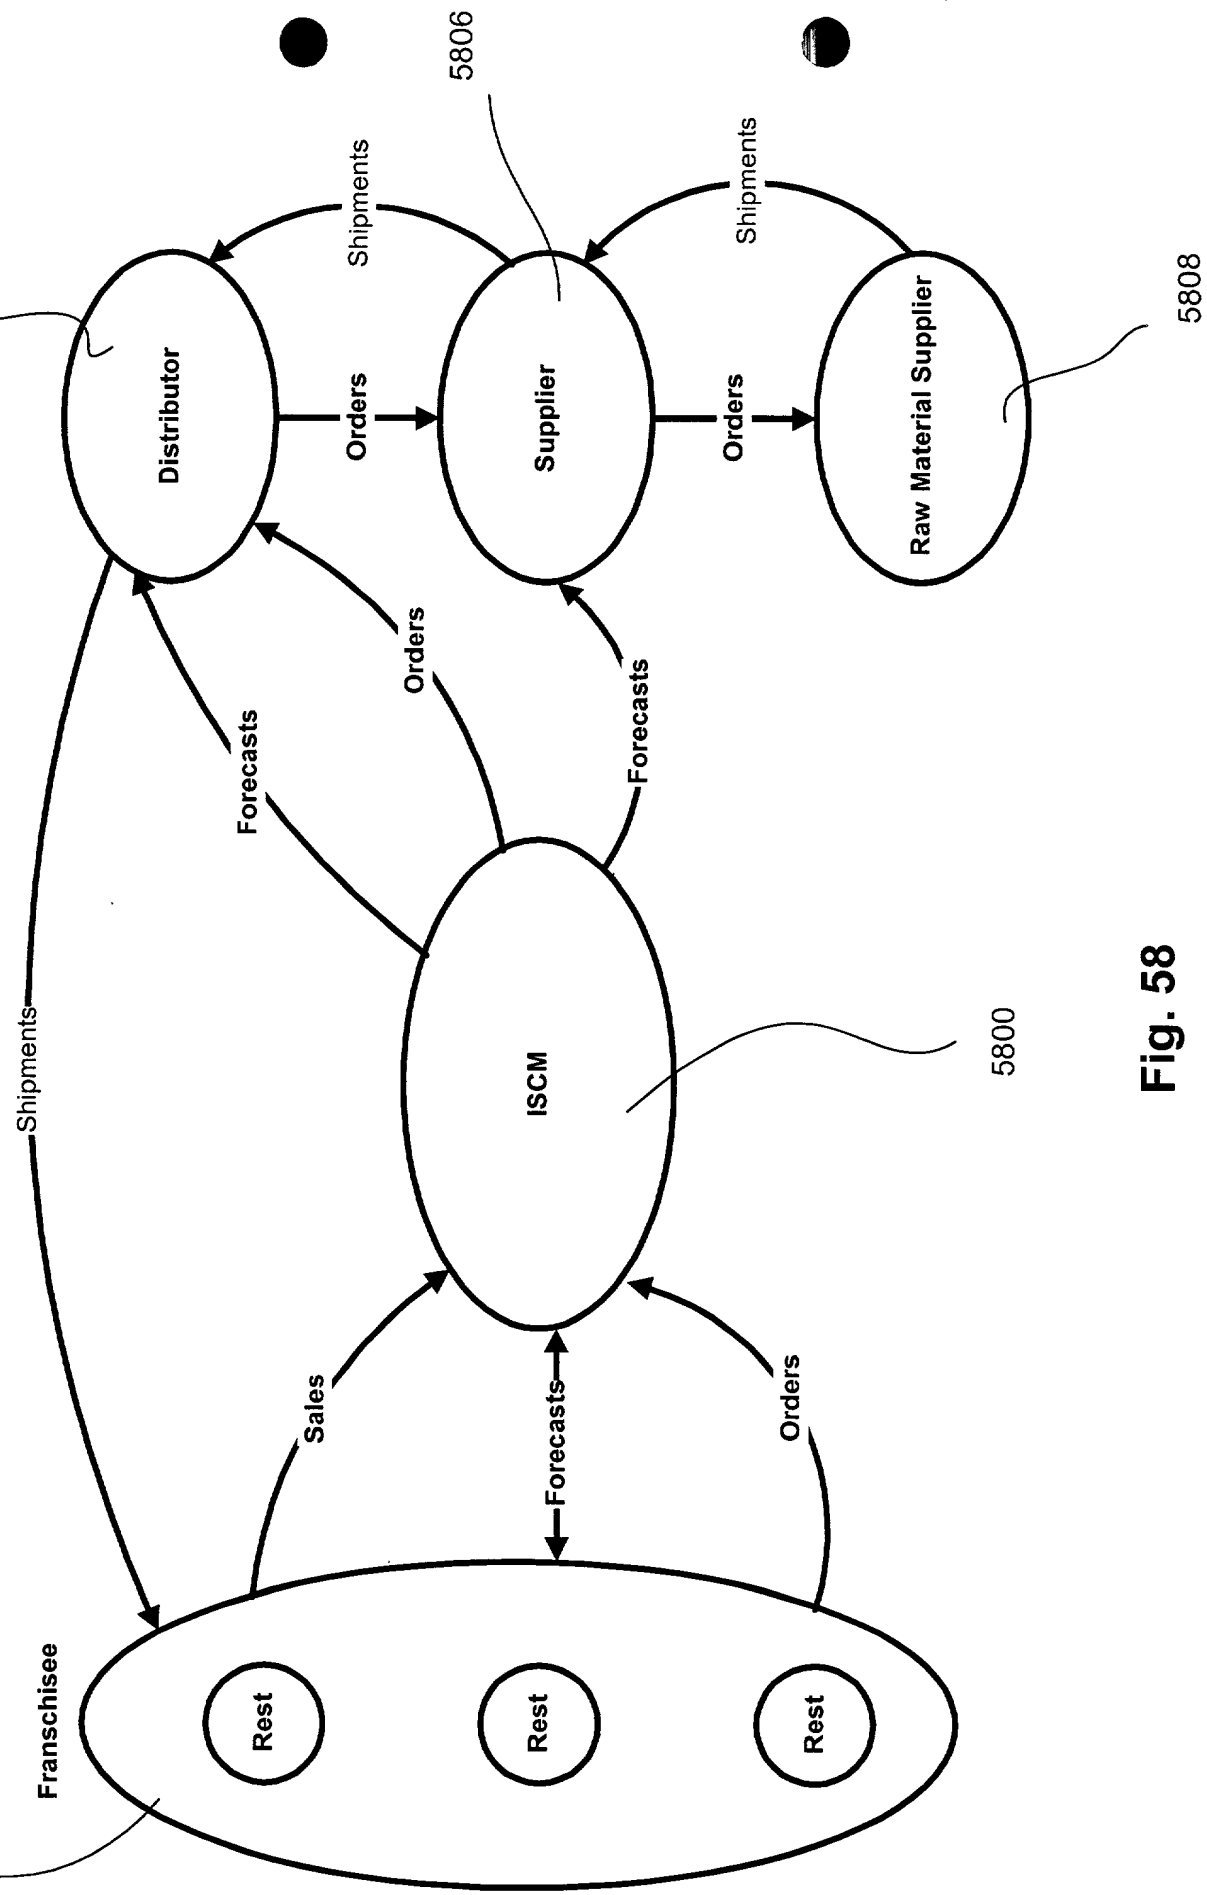 Franschisee
Rest
Rest
Rest
Shipments
Sales
Forecasts
Orders
ISCM
5800
Forecasts
Orders
Forecasts
Distributor
Orders
Shipments
Supplier
5806
Orders
Shipments
Raw Material Supplier
5808
Fig. 58